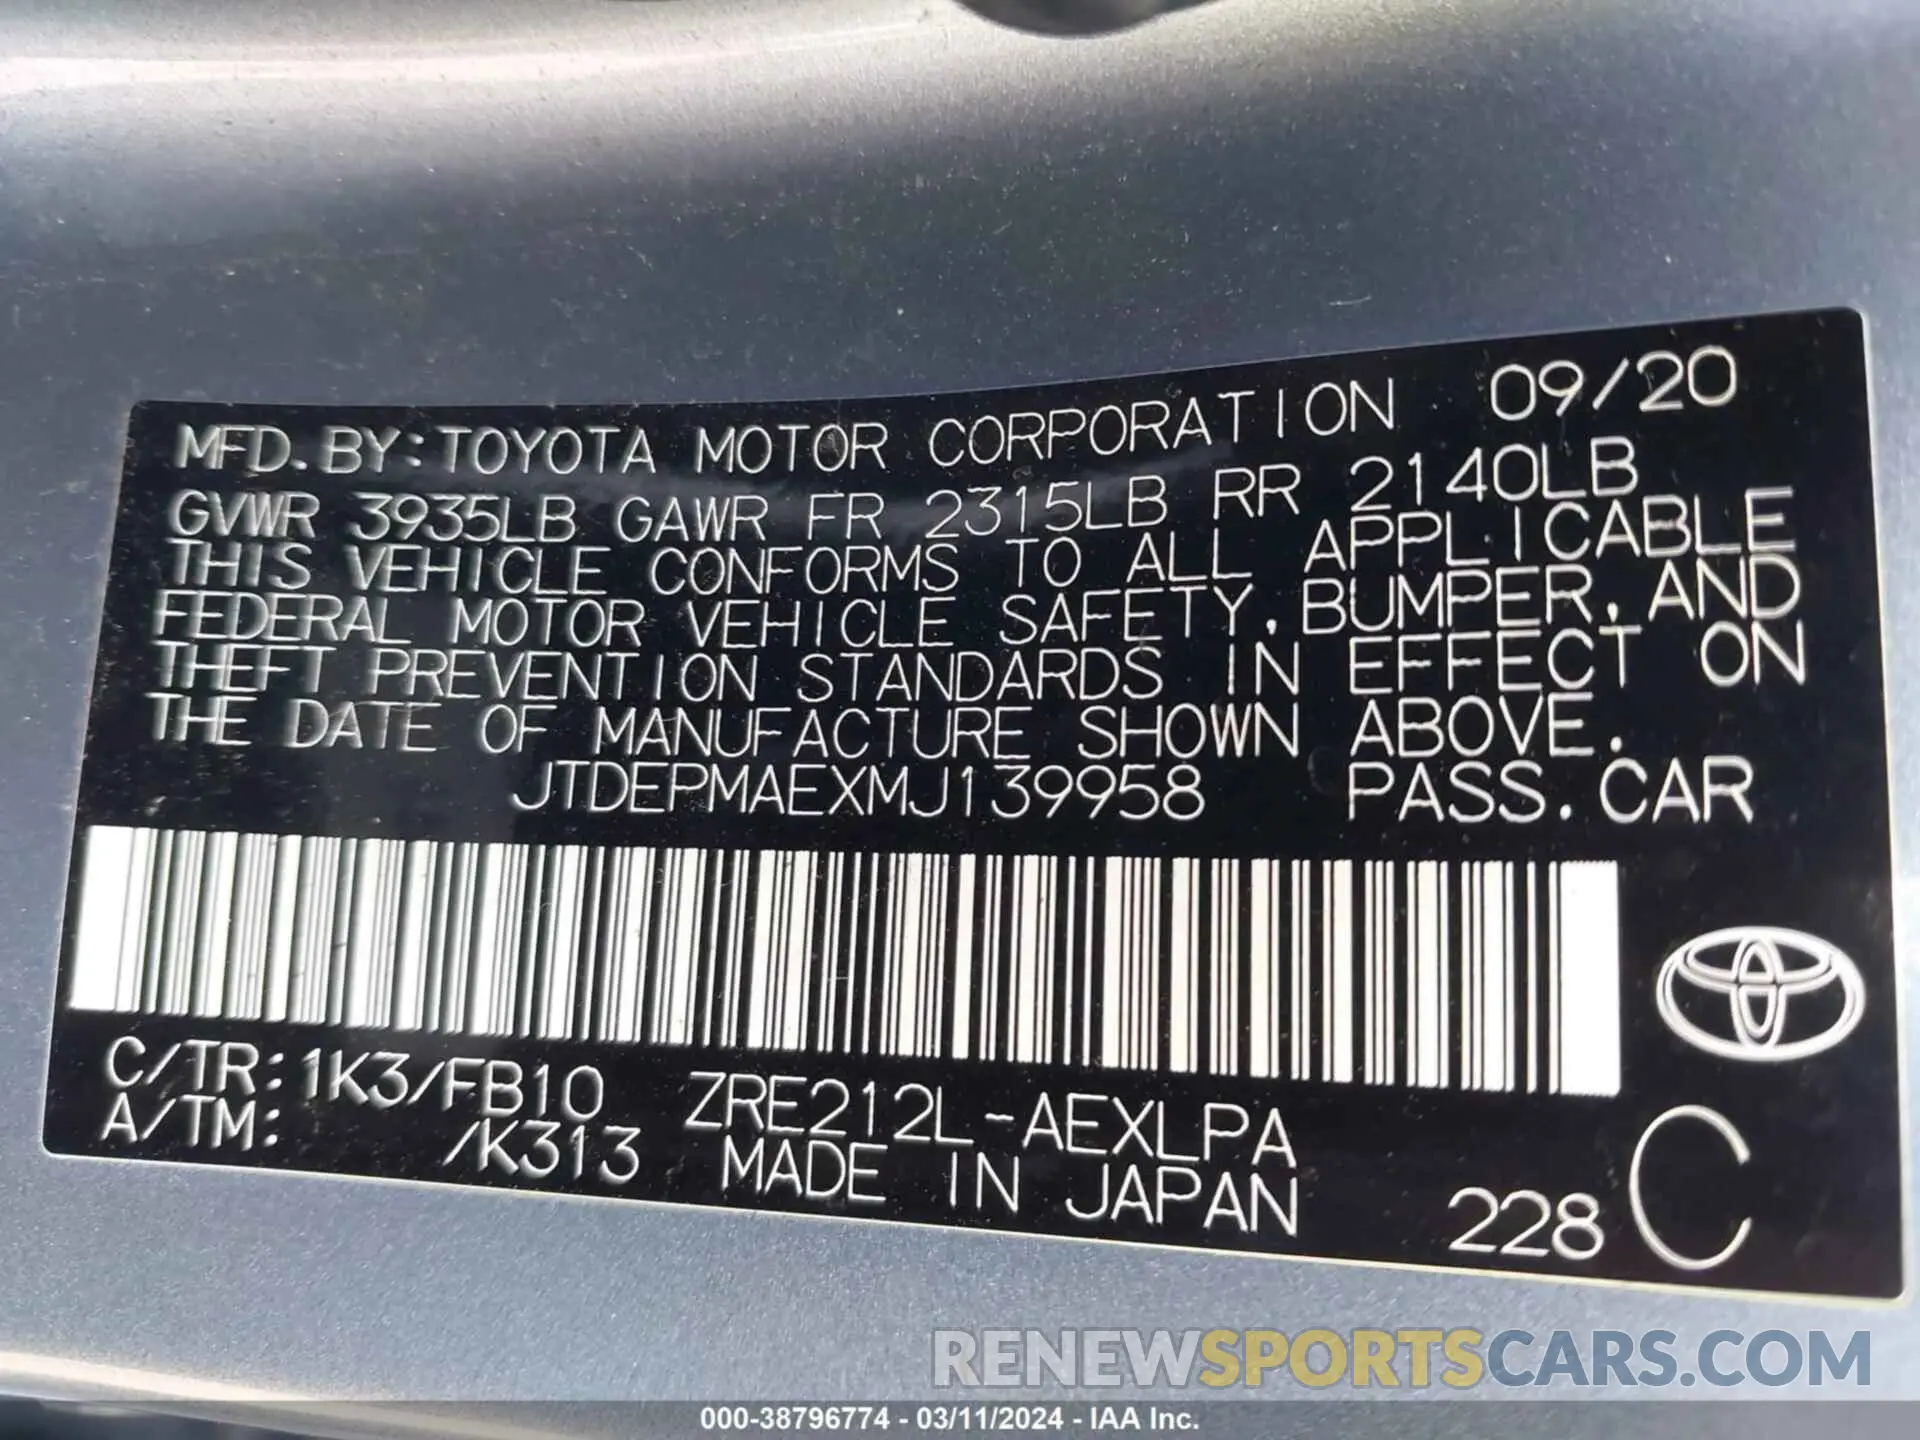 MFD. BY: TOYOTA MOTOR CORPORATION 09/20
GVWR 3935LB GAWR FR 2315LB RR 2140LB
THIS VEHICLE CONFORMS TO ALL APPLICABLE
FEDERAL MOTOR VEHICLE SAFETY, BUMPER, AND
THEFT PREVENTION STANDARDS IN EFFECT ON
THE DATE OF MANUFACTURE SHOWN ABOVE.
JTDEPMAEXMJ139958 PASS. CAR
C/TR: 1K3/FB10 ZRE212L-AEXLPA
A/TM: /K313 MADE IN JAPAN
228 C
RENEWSPORTSCARS.COM
000-38796774 - 03/11/2024 - IAA Inc.